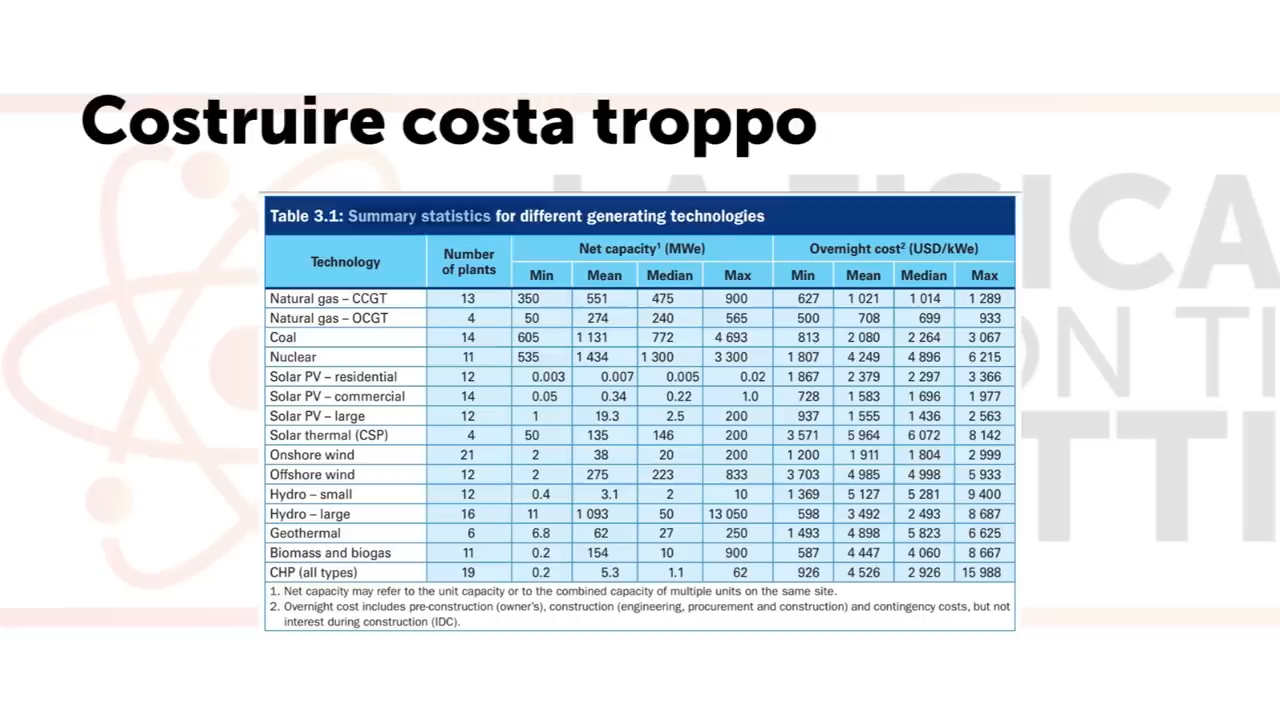 Costruire costa troppo
LA FISICA
ON TI
TTI
Table 3.1: Summary statistics for different generating technologies
Technology Number of plants Net capacity¹ (MWe) Overnight cost² (USD/kWe)
Min Mean Median Max Min Mean Median Max
Natural gas – CCGT 13 350 551 475 900 627 1 021 1 014 1 289
Natural gas – OCGT 4 50 274 240 565 500 708 699 933
Coal 14 605 1 131 772 4 693 813 2 080 2 264 3 067
Nuclear 11 535 1 434 1 300 3 300 1 807 4 249 4 896 6 215
Solar PV – residential 12 0.003 0.007 0.005 0.02 1 867 2 379 2 297 3 366
Solar PV – commercial 14 0.05 0.34 0.22 1.0 728 1 583 1 696 1 977
Solar PV – large 12 1 19.3 2.5 200 937 1 555 1 436 2 563
Solar thermal (CSP) 4 50 135 146 200 3 571 5 964 6 072 8 142
Onshore wind 21 2 38 20 200 1 200 1 911 1 804 2 999
Offshore wind 12 2 275 223 833 3 703 4 985 4 998 5 933
Hydro – small 12 0.4 3.1 2 10 1 369 5 127 5 281 9 400
Hydro – large 16 11 1 093 50 13 050 598 3 492 2 493 8 687
Geothermal 6 6.8 62 27 250 1 493 4 898 5 823 6 625
Biomass and biogas 11 0.2 154 10 900 587 4 447 4 060 8 667
CHP (all types) 19 0.2 5.3 1.1 62 926 4 526 2 926 15 988
1. Net capacity may refer to the unit capacity or to the combined capacity of multiple units on the same site.
2. Overnight cost includes pre-construction (owner's), construction (engineering, procurement and construction) and contingency costs, but not
interest during construction (IDC).